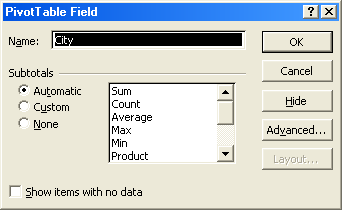 PivotTable Field
Name: City
OK
Subtotals
Cancel
Automatic
Custom
None
Sum
Count
Average
Max
Min
Product
Hide
Advanced...
Layout...
Show items with no data